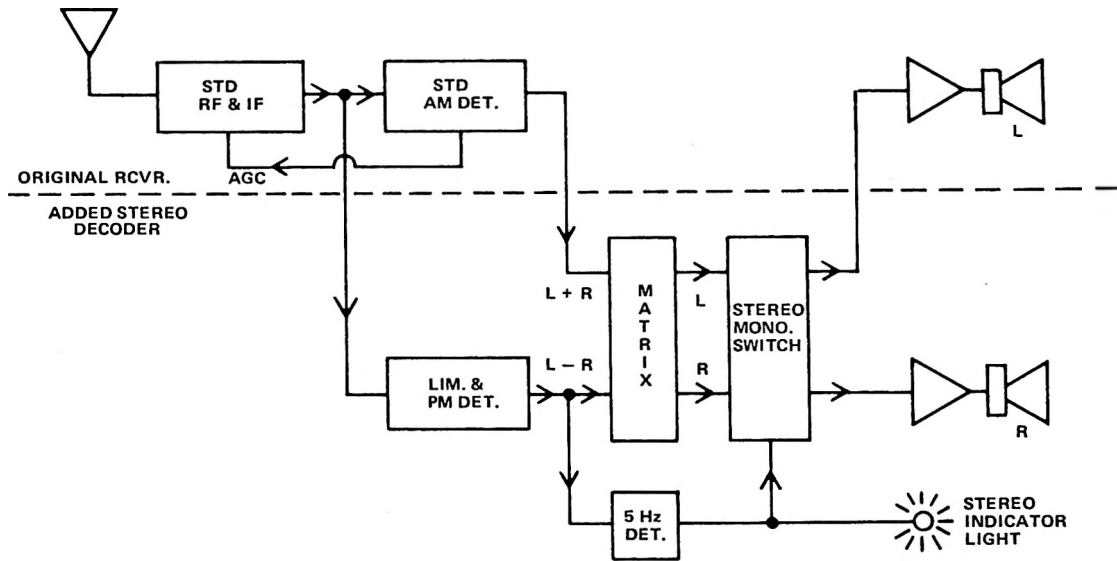 STD
RF & IF
STD
AM DET.
L
ORIGINAL RCVR.
AGC
ADDED STEREO
DECODER
L + R
MATRIX
L
STEREO
MONO.
SWITCH
L – R
R
LIM. &
PM DET.
R
5 Hz
DET.
STEREO
INDICATOR
LIGHT